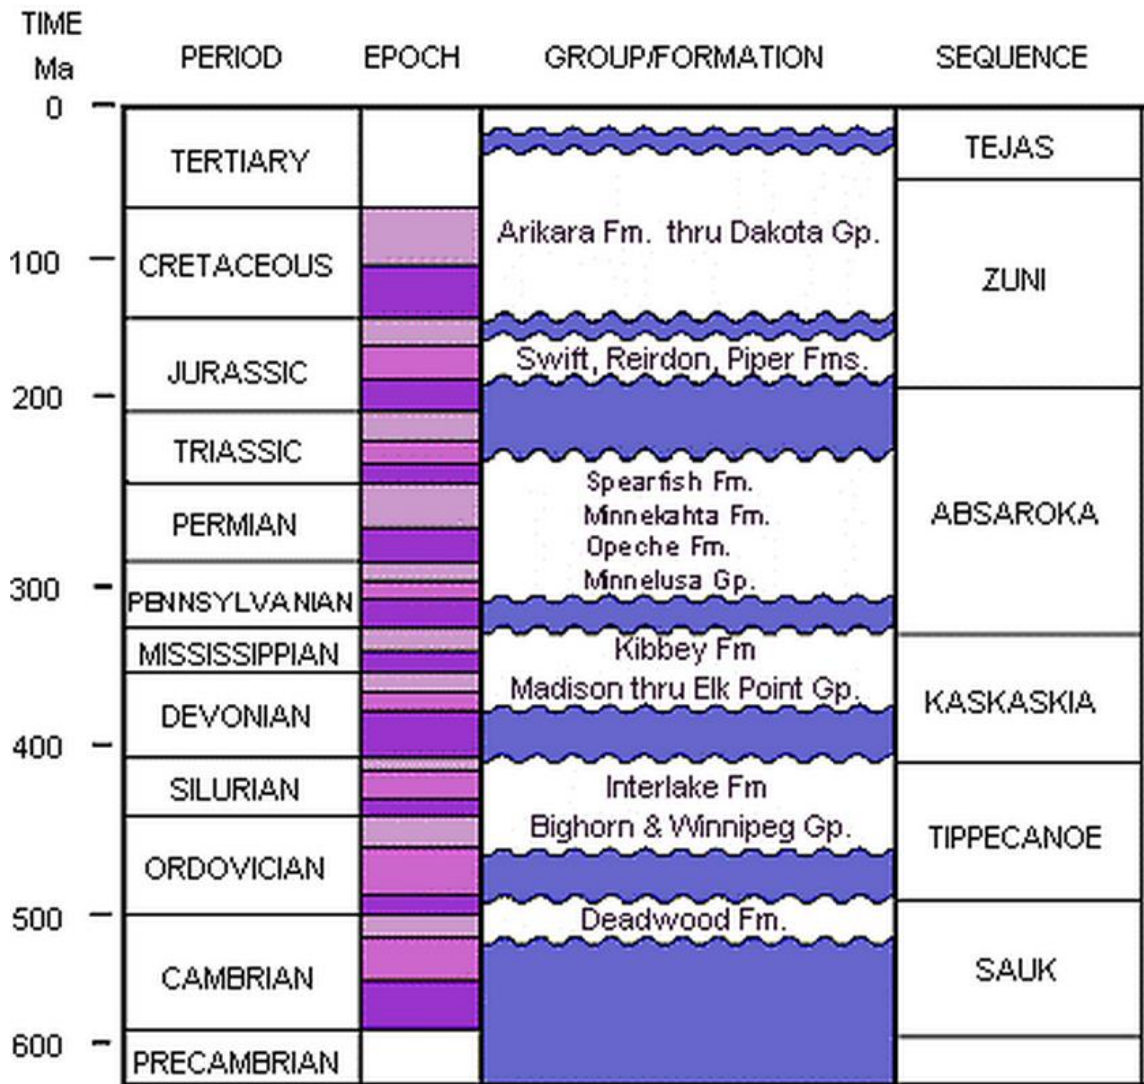 TIME
Ma
PERIOD
EPOCH
GROUP/FORMATION
SEQUENCE
0
100
200
300
400
500
600
TERTIARY
CRETACEOUS
JURASSIC
TRIASSIC
PERMIAN
PENNSYLVANIAN
MISSISSIPPIAN
DEVONIAN
SILURIAN
ORDOVICIAN
CAMBRIAN
PRECAMBRIAN
Arikara Fm. thru Dakota Gp.
Swift, Reirdon, Piper Fms.
Spearfish Fm.
Minnekahta Fm.
Opeche Fm.
Minnelusa Gp.
Kibbey Fm
Madison thru Elk Point Gp.
Interlake Fm
Bighorn & Winnipeg Gp.
Deadwood Fm.
TEJAS
ZUNI
ABSAROKA
KASKASKIA
TIPPECANOE
SAUK